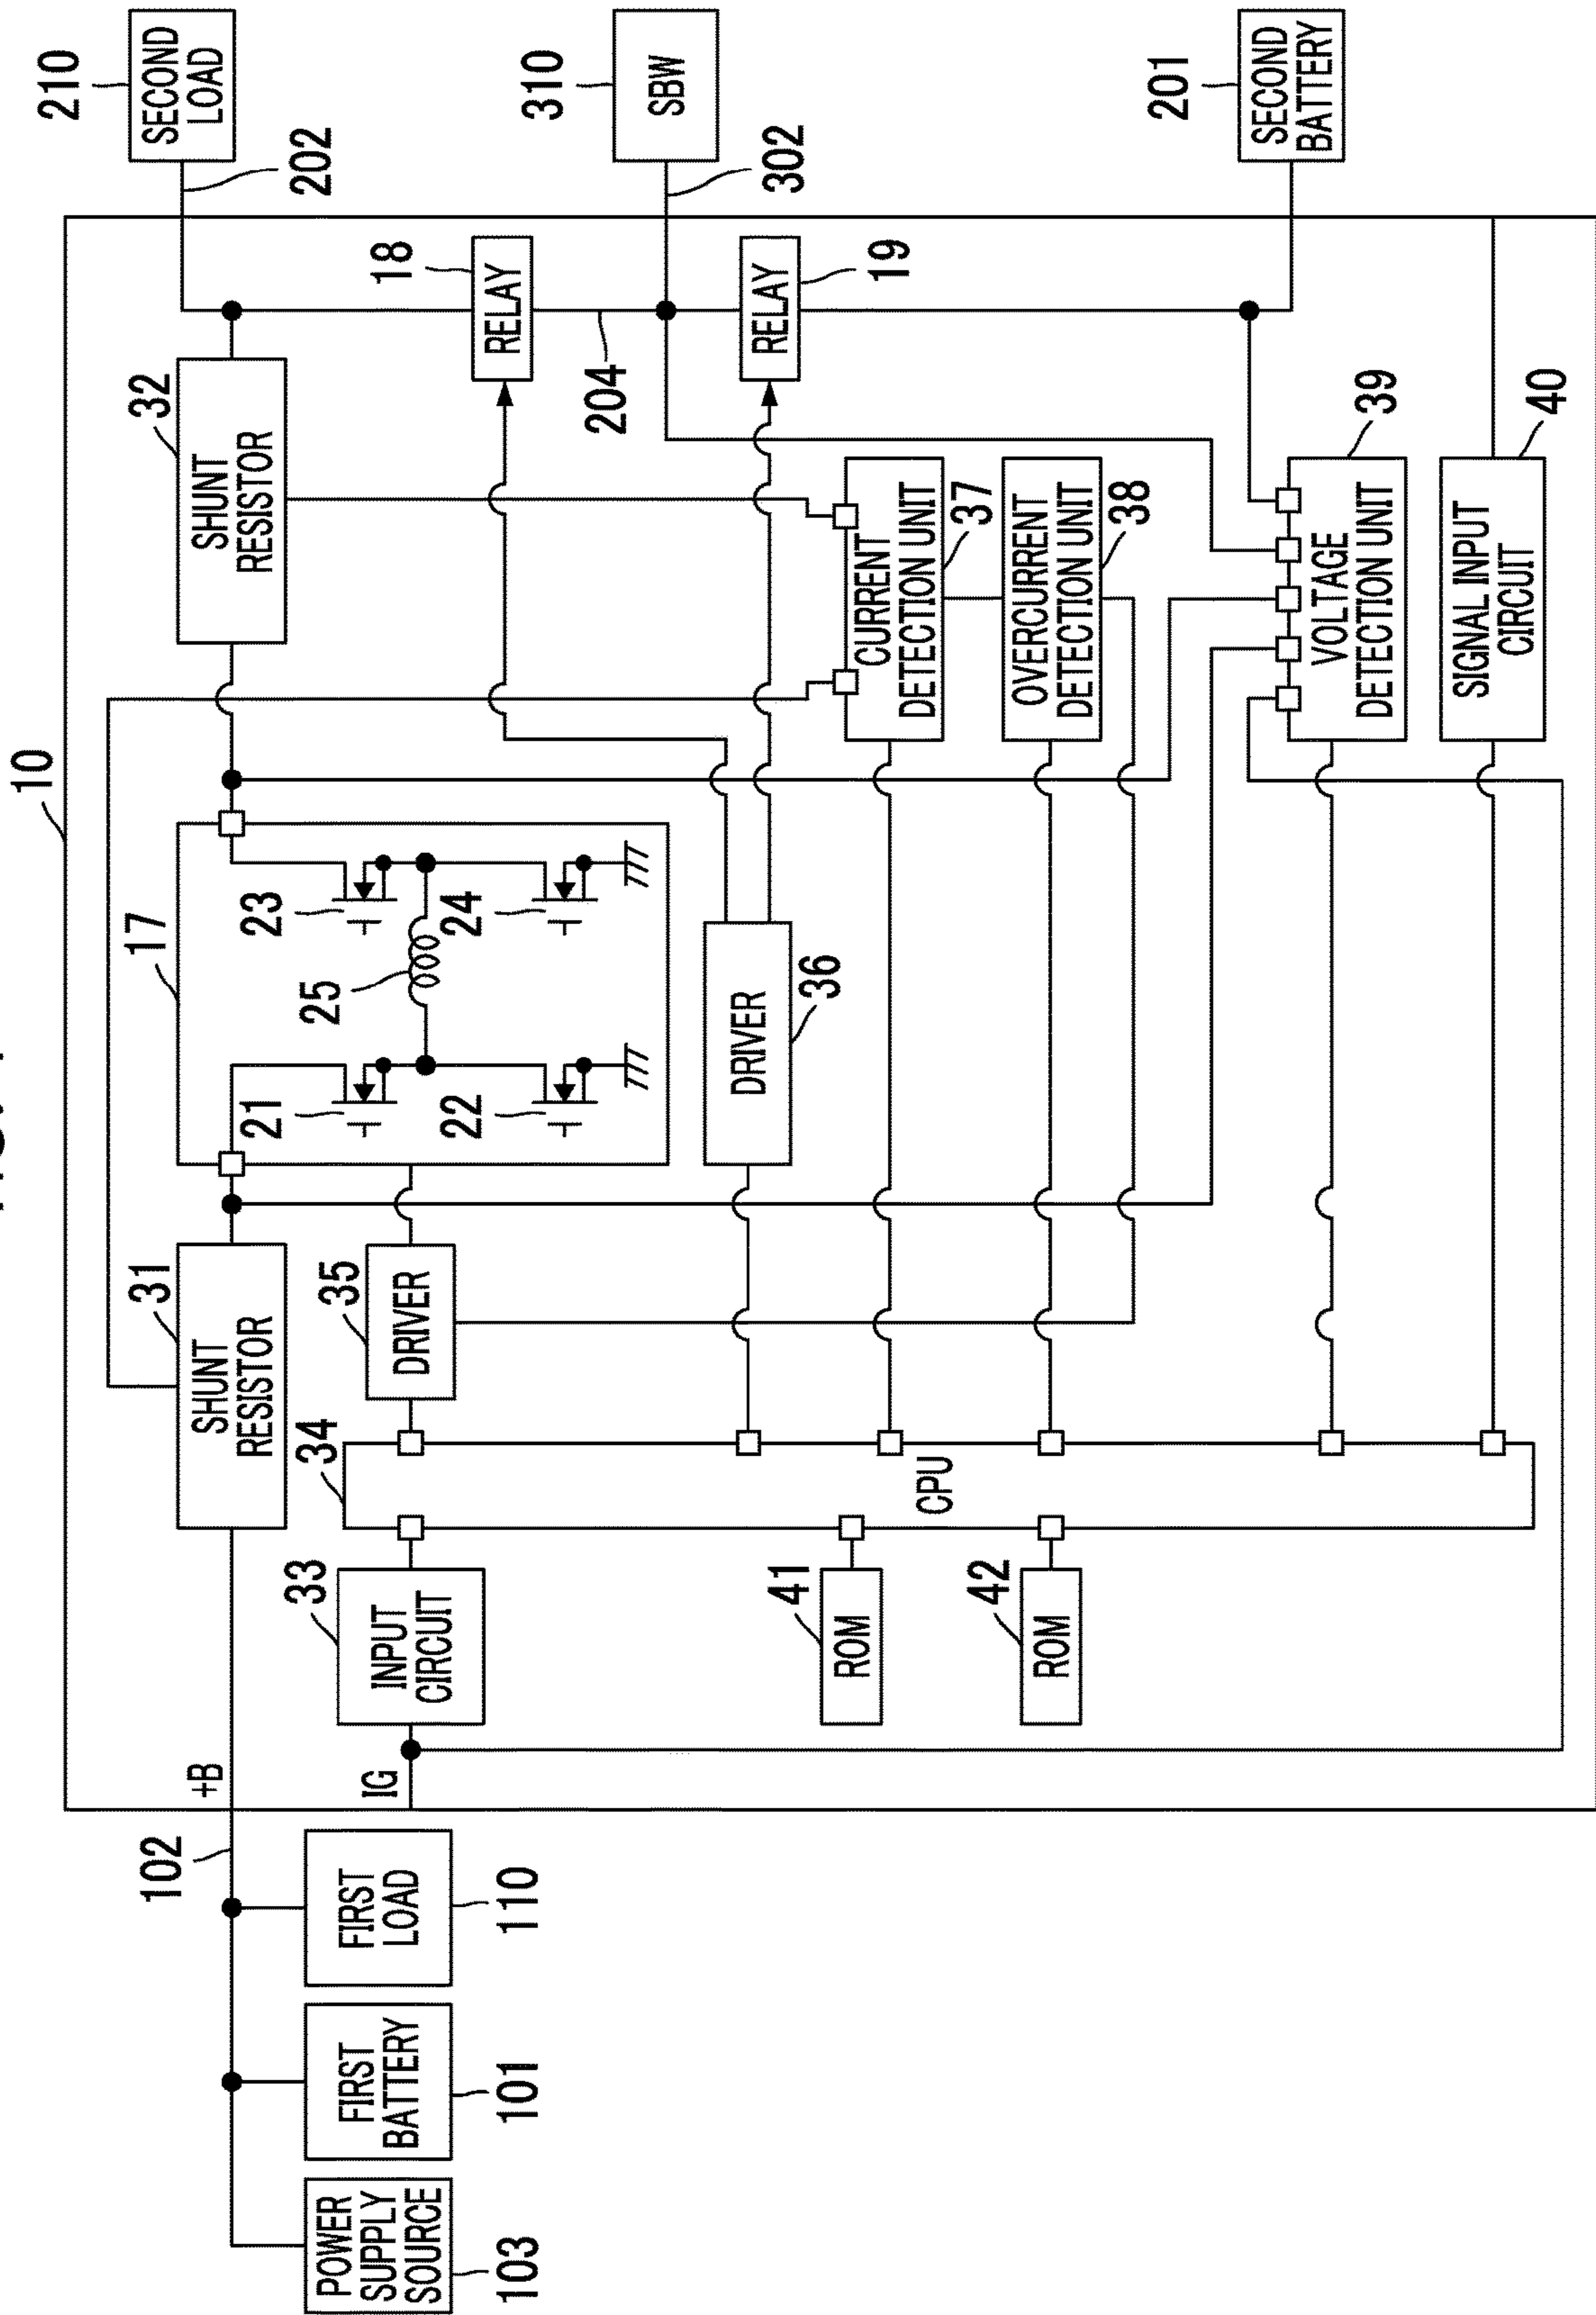 10
102
+B
31
SHUNT
RESISTOR
17
21
22
23
24
25
32
SHUNT
RESISTOR
202
210
SECOND
LOAD
POWER
SUPPLY
SOURCE
103
FIRST
BATTERY
101
FIRST
LOAD
110
IG
33
INPUT
CIRCUIT
34
CPU
35
DRIVER
18
RELAY
204
302
310
SBW
DRIVER
36
19
RELAY
41
ROM
42
ROM
CURRENT
DETECTION UNIT
37
OVERCURRENT
DETECTION UNIT
38
VOLTAGE
DETECTION UNIT
39
SIGNAL INPUT
CIRCUIT
40
201
SECOND
BATTERY